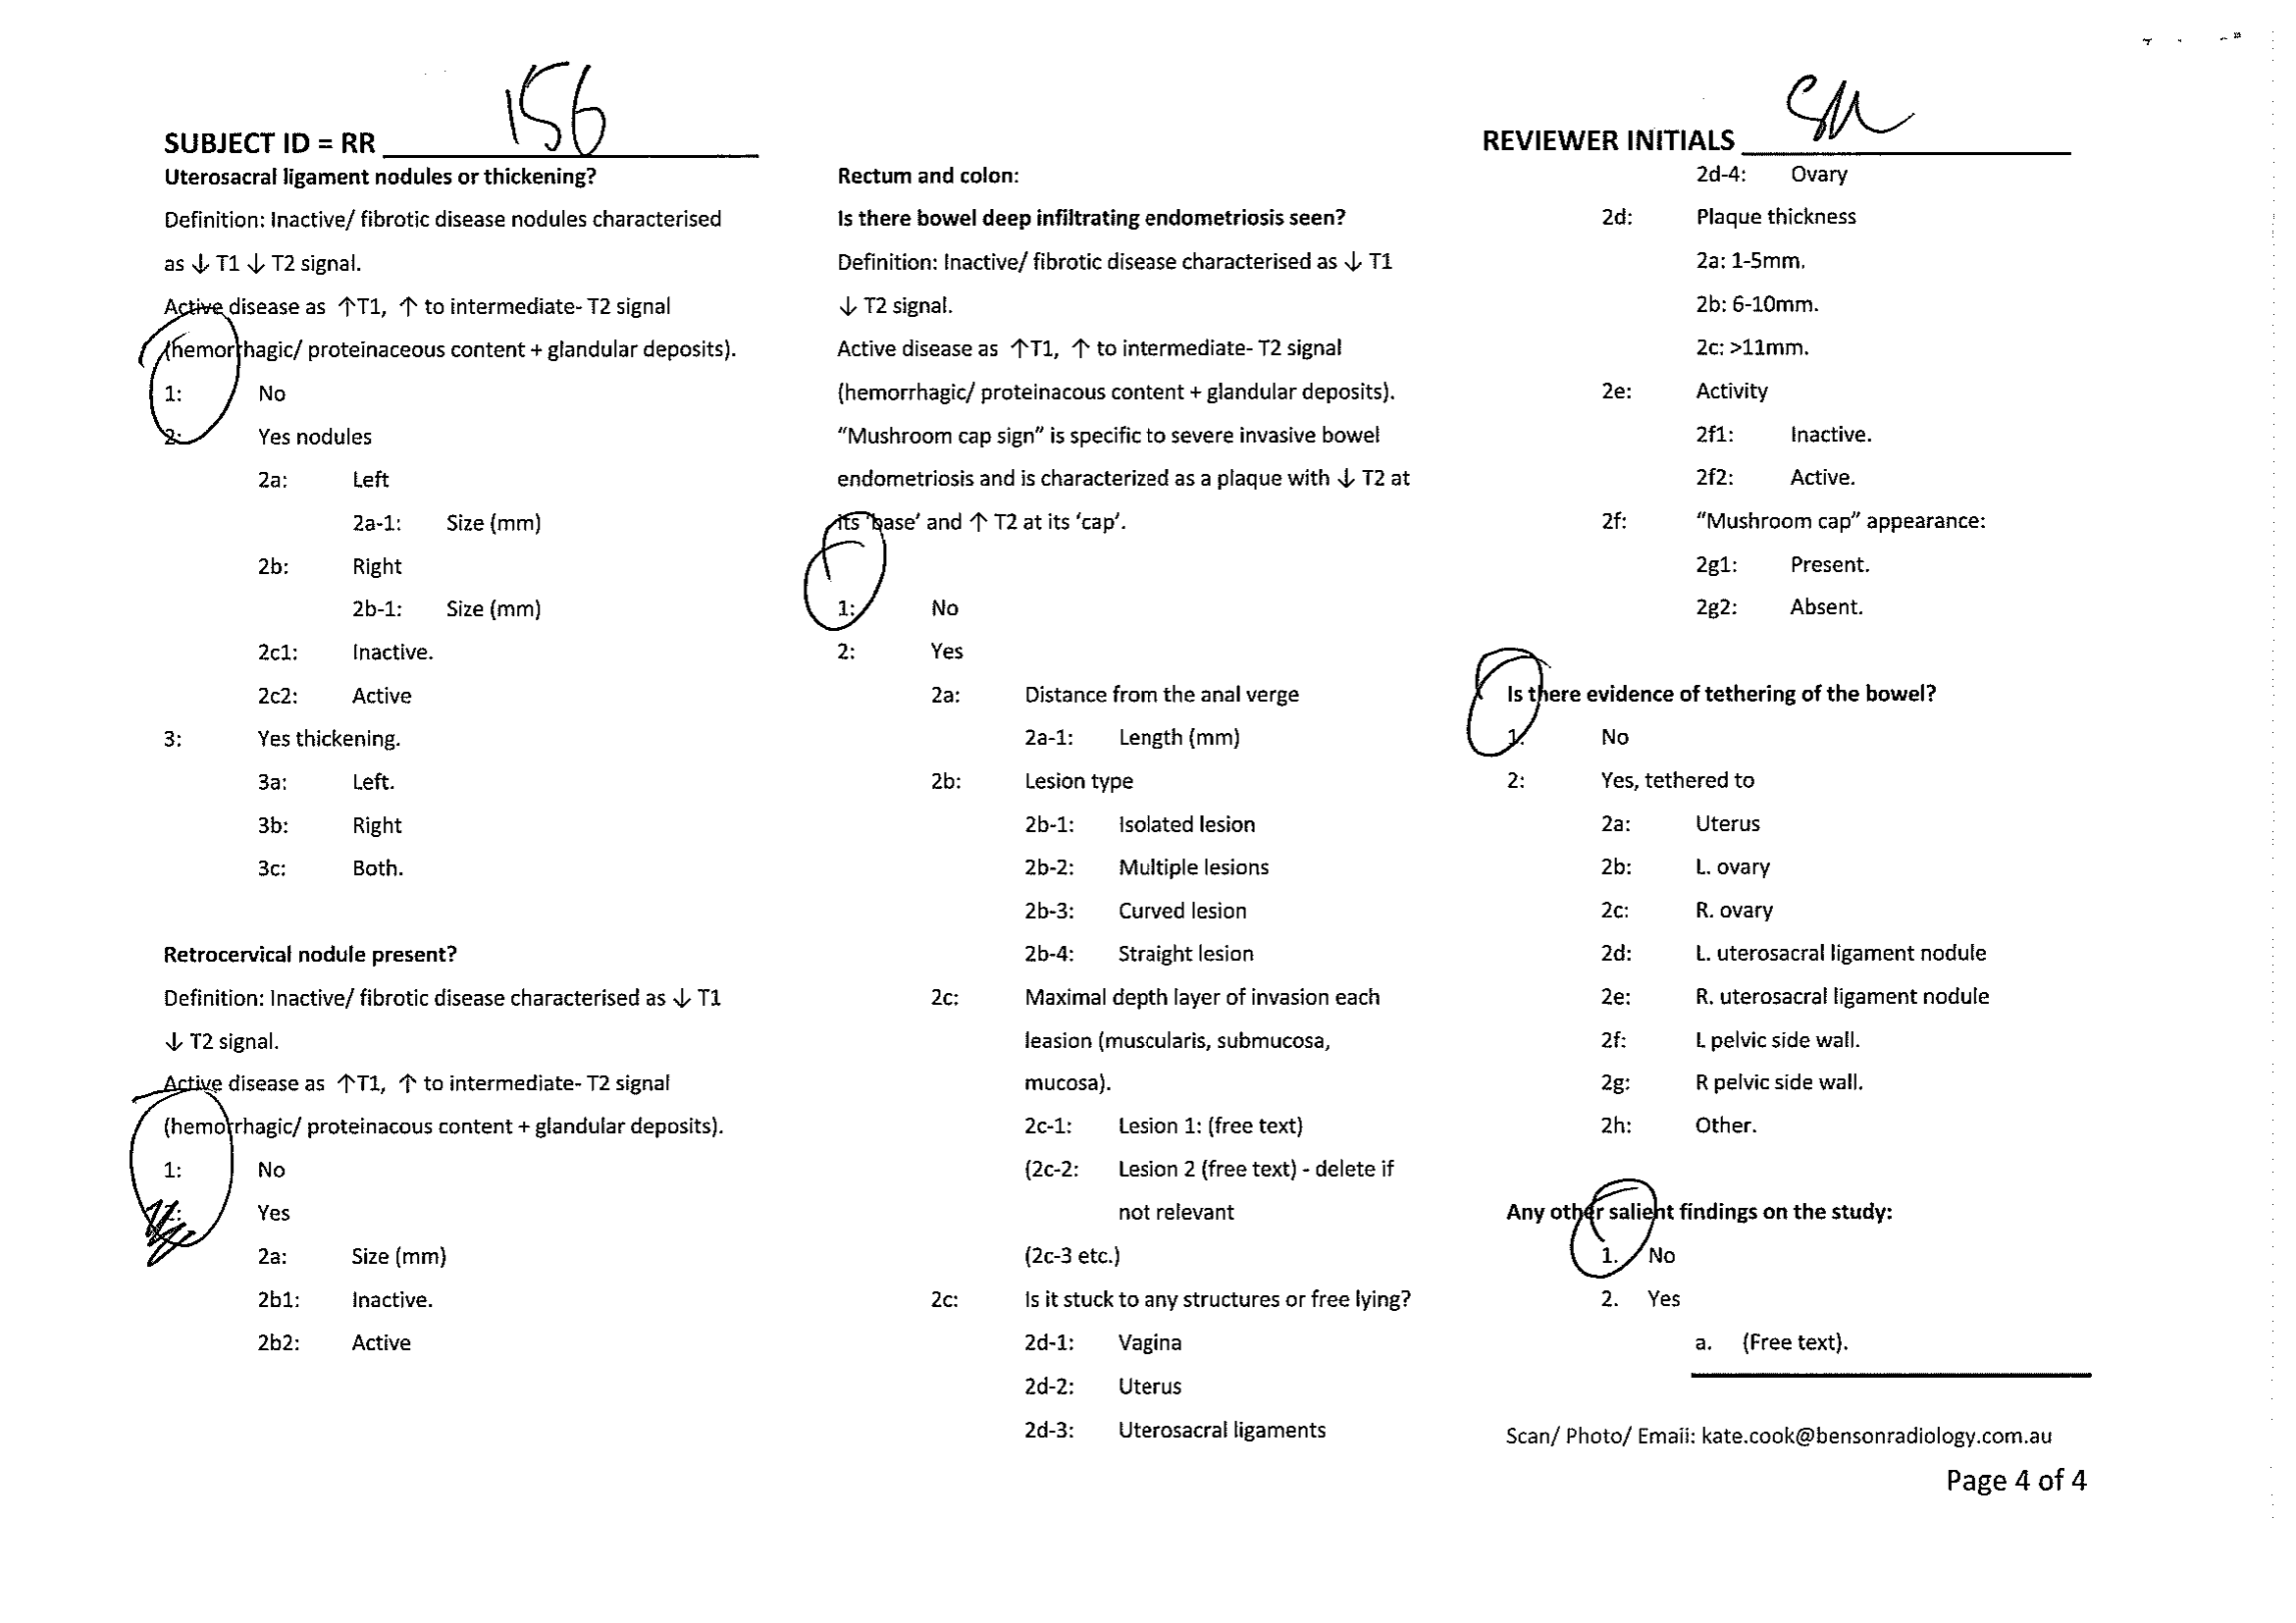 SUBJECT ID = RR 156
Uterosacral ligament nodules or thickening?
Definition: Inactive/ fibrotic disease nodules characterised
as ↓ T1 ↓ T2 signal.
Active disease as ↑T1, ↑ to intermediate- T2 signal
(hemorrhagic/ proteinaceous content + glandular deposits).
1: No
2: Yes nodules
2a: Left
2a-1: Size (mm)
2b: Right
2b-1: Size (mm)
2c1: Inactive.
2c2: Active
3: Yes thickening.
3a: Left.
3b: Right
3c: Both.
Retrocervical nodule present?
Definition: Inactive/ fibrotic disease characterised as ↓ T1
↓ T2 signal.
Active disease as ↑T1, ↑ to intermediate- T2 signal
(hemorrhagic/ proteinacous content + glandular deposits).
1: No
2: Yes
2a: Size (mm)
2b1: Inactive.
2b2: Active
Rectum and colon:
Is there bowel deep infiltrating endometriosis seen?
Definition: Inactive/ fibrotic disease characterised as ↓ T1
↓ T2 signal.
Active disease as ↑T1, ↑ to intermediate- T2 signal
(hemorrhagic/ proteinacous content + glandular deposits).
“Mushroom cap sign” is specific to severe invasive bowel
endometriosis and is characterized as a plaque with ↓ T2 at
its ‘base’ and ↑ T2 at its ‘cap’.
1: No
2: Yes
2a: Distance from the anal verge
2a-1: Length (mm)
2b: Lesion type
2b-1: Isolated lesion
2b-2: Multiple lesions
2b-3: Curved lesion
2b-4: Straight lesion
2c: Maximal depth layer of invasion each
leasion (muscularis, submucosa,
mucosa).
2c-1: Lesion 1: (free text)
(2c-2: Lesion 2 (free text) - delete if
not relevant
(2c-3 etc.)
2c: Is it stuck to any structures or free lying?
2d-1: Vagina
2d-2: Uterus
2d-3: Uterosacral ligaments
REVIEWER INITIALS SM
2d-4: Ovary
2d: Plaque thickness
2a: 1-5mm.
2b: 6-10mm.
2c: >11mm.
2e: Activity
2f1: Inactive.
2f2: Active.
2f: “Mushroom cap” appearance:
2g1: Present.
2g2: Absent.
Is there evidence of tethering of the bowel?
1. No
2: Yes, tethered to
2a: Uterus
2b: L. ovary
2c: R. ovary
2d: L. uterosacral ligament nodule
2e: R. uterosacral ligament nodule
2f: L pelvic side wall.
2g: R pelvic side wall.
2h: Other.
Any other salient findings on the study:
1. No
2. Yes
a. (Free text).
Scan/ Photo/ Email: kate.cook@bensonradiology.com.au
Page 4 of 4